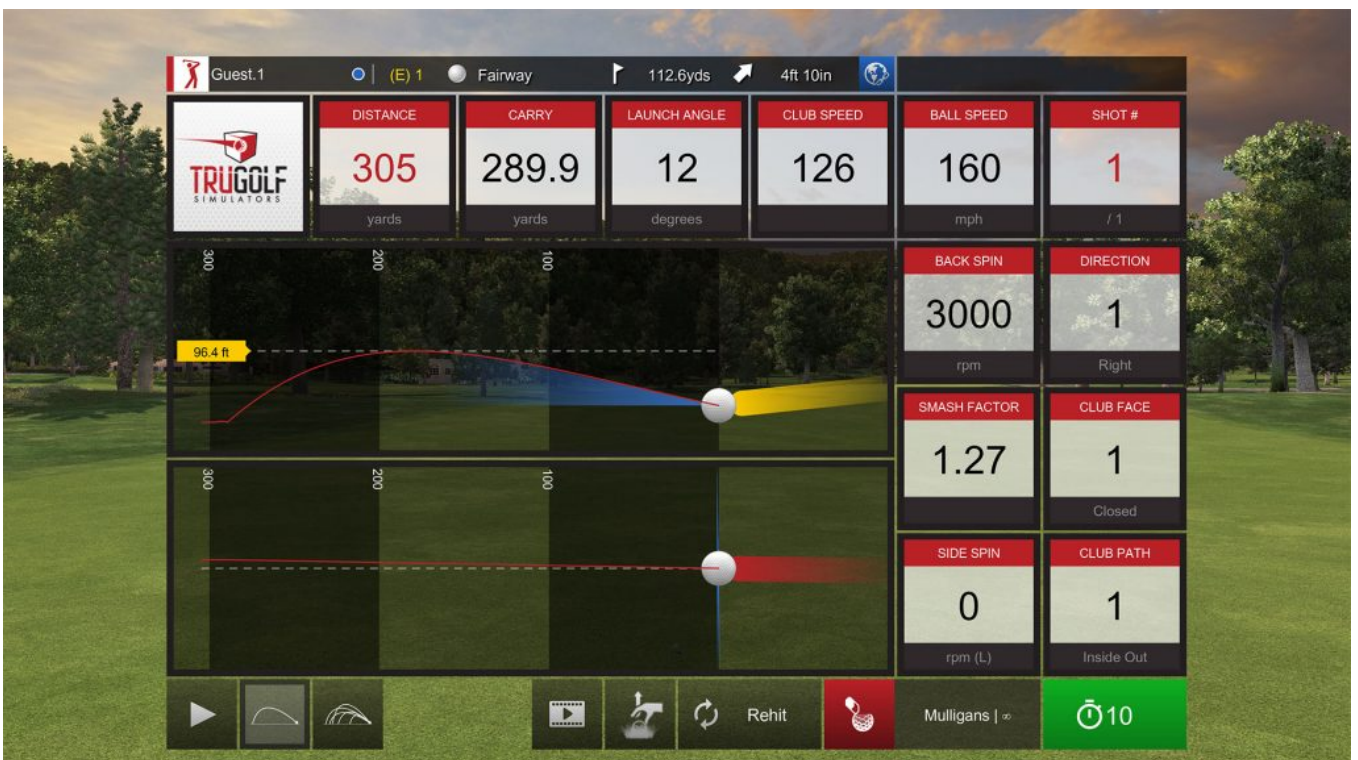 Guest.1 (E) 1 Fairway 112.6yds 4ft 10in
TRUGOLF
SIMULATORS
DISTANCE
305
yards
CARRY
289.9
yards
LAUNCH ANGLE
12
degrees
CLUB SPEED
126
BALL SPEED
160
mph
SHOT #
1
/ 1
300 200 100
96.4 ft
BACK SPIN
3000
rpm
DIRECTION
1
Right
SMASH FACTOR
1.27
CLUB FACE
1
Closed
300 200 100
SIDE SPIN
0
rpm (L)
CLUB PATH
1
Inside Out
Rehit
Mulligans | ∞
10